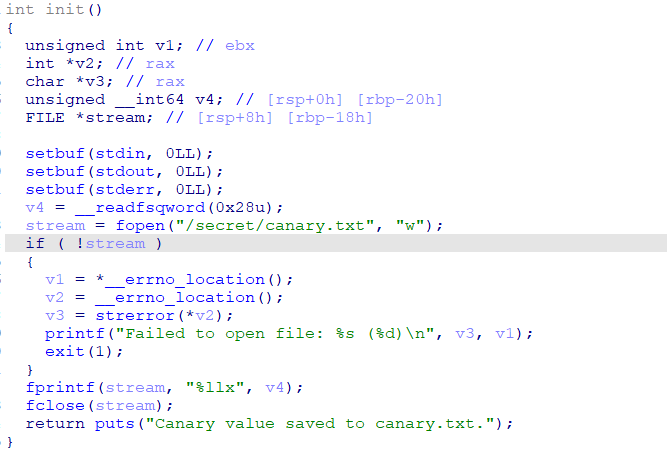 int init()
{
unsigned int v1; // ebx
int *v2; // rax
char *v3; // rax
unsigned __int64 v4; // [rsp+0h] [rbp-20h]
FILE *stream; // [rsp+8h] [rbp-18h]
setbuf(stdin, 0LL);
setbuf(stdout, 0LL);
setbuf(stderr, 0LL);
v4 = __readfsqword(0x28u);
stream = fopen("/secret/canary.txt", "w");
if ( !stream )
{
v1 = *__errno_location();
v2 = __errno_location();
v3 = strerror(*v2);
printf("Failed to open file: %s (%d)\n", v3, v1);
exit(1);
}
fprintf(stream, "%llx", v4);
fclose(stream);
return puts("Canary value saved to canary.txt.");
}